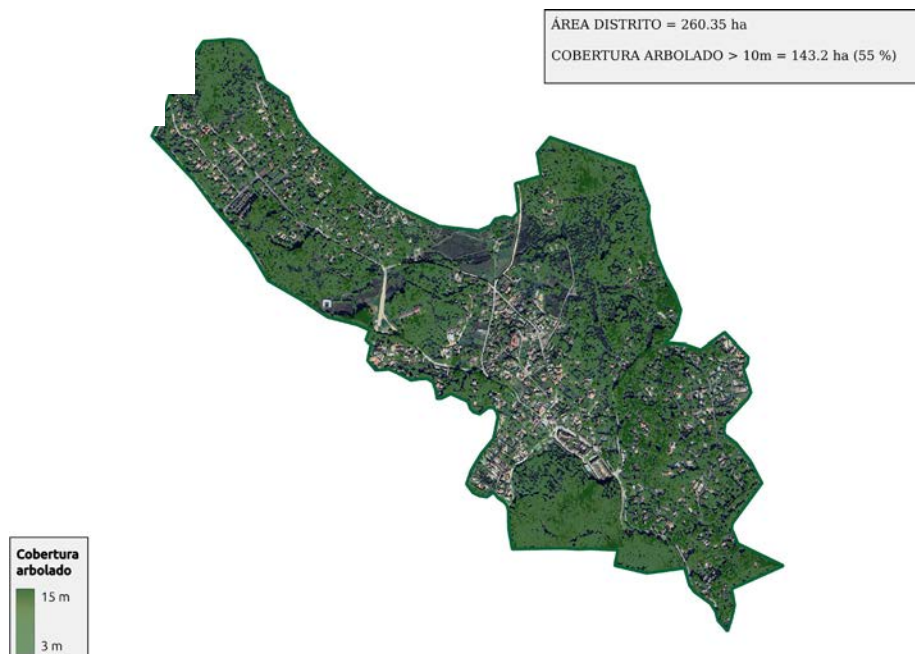 ÁREA DISTRITO = 260.35 ha
COBERTURA ARBOLADO > 10m = 143.2 ha (55 %)
Cobertura
arbolado
15 m
3 m